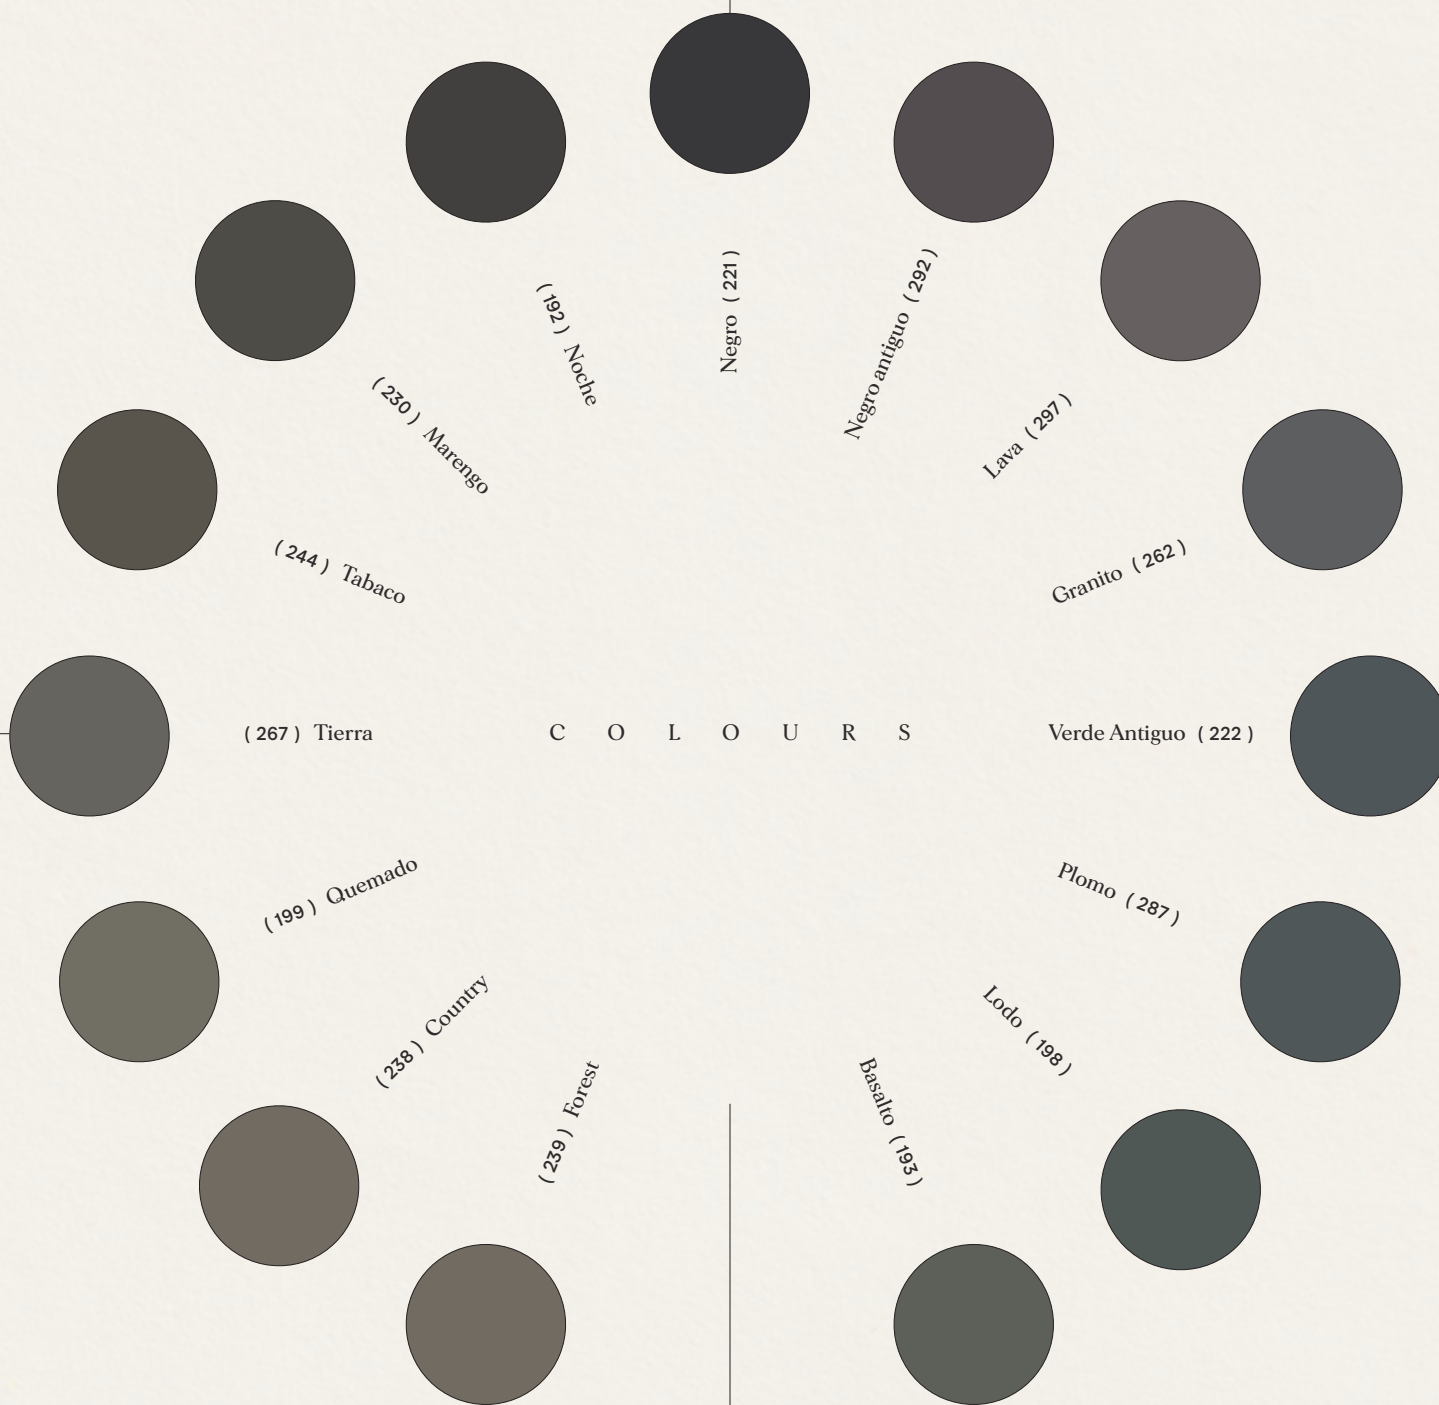 Negro ( 221 )
Negro antiguo ( 292 )
Lava ( 297 )
Granito ( 262 )
Verde Antiguo ( 222 )
Plomo ( 287 )
Lodo ( 198 )
Basalto ( 193 )
( 239 ) Forest
( 238 ) Country
( 199 ) Quemado
( 267 ) Tierra
( 244 ) Tabaco
( 230 ) Marengo
( 192 ) Noche
COLOURS